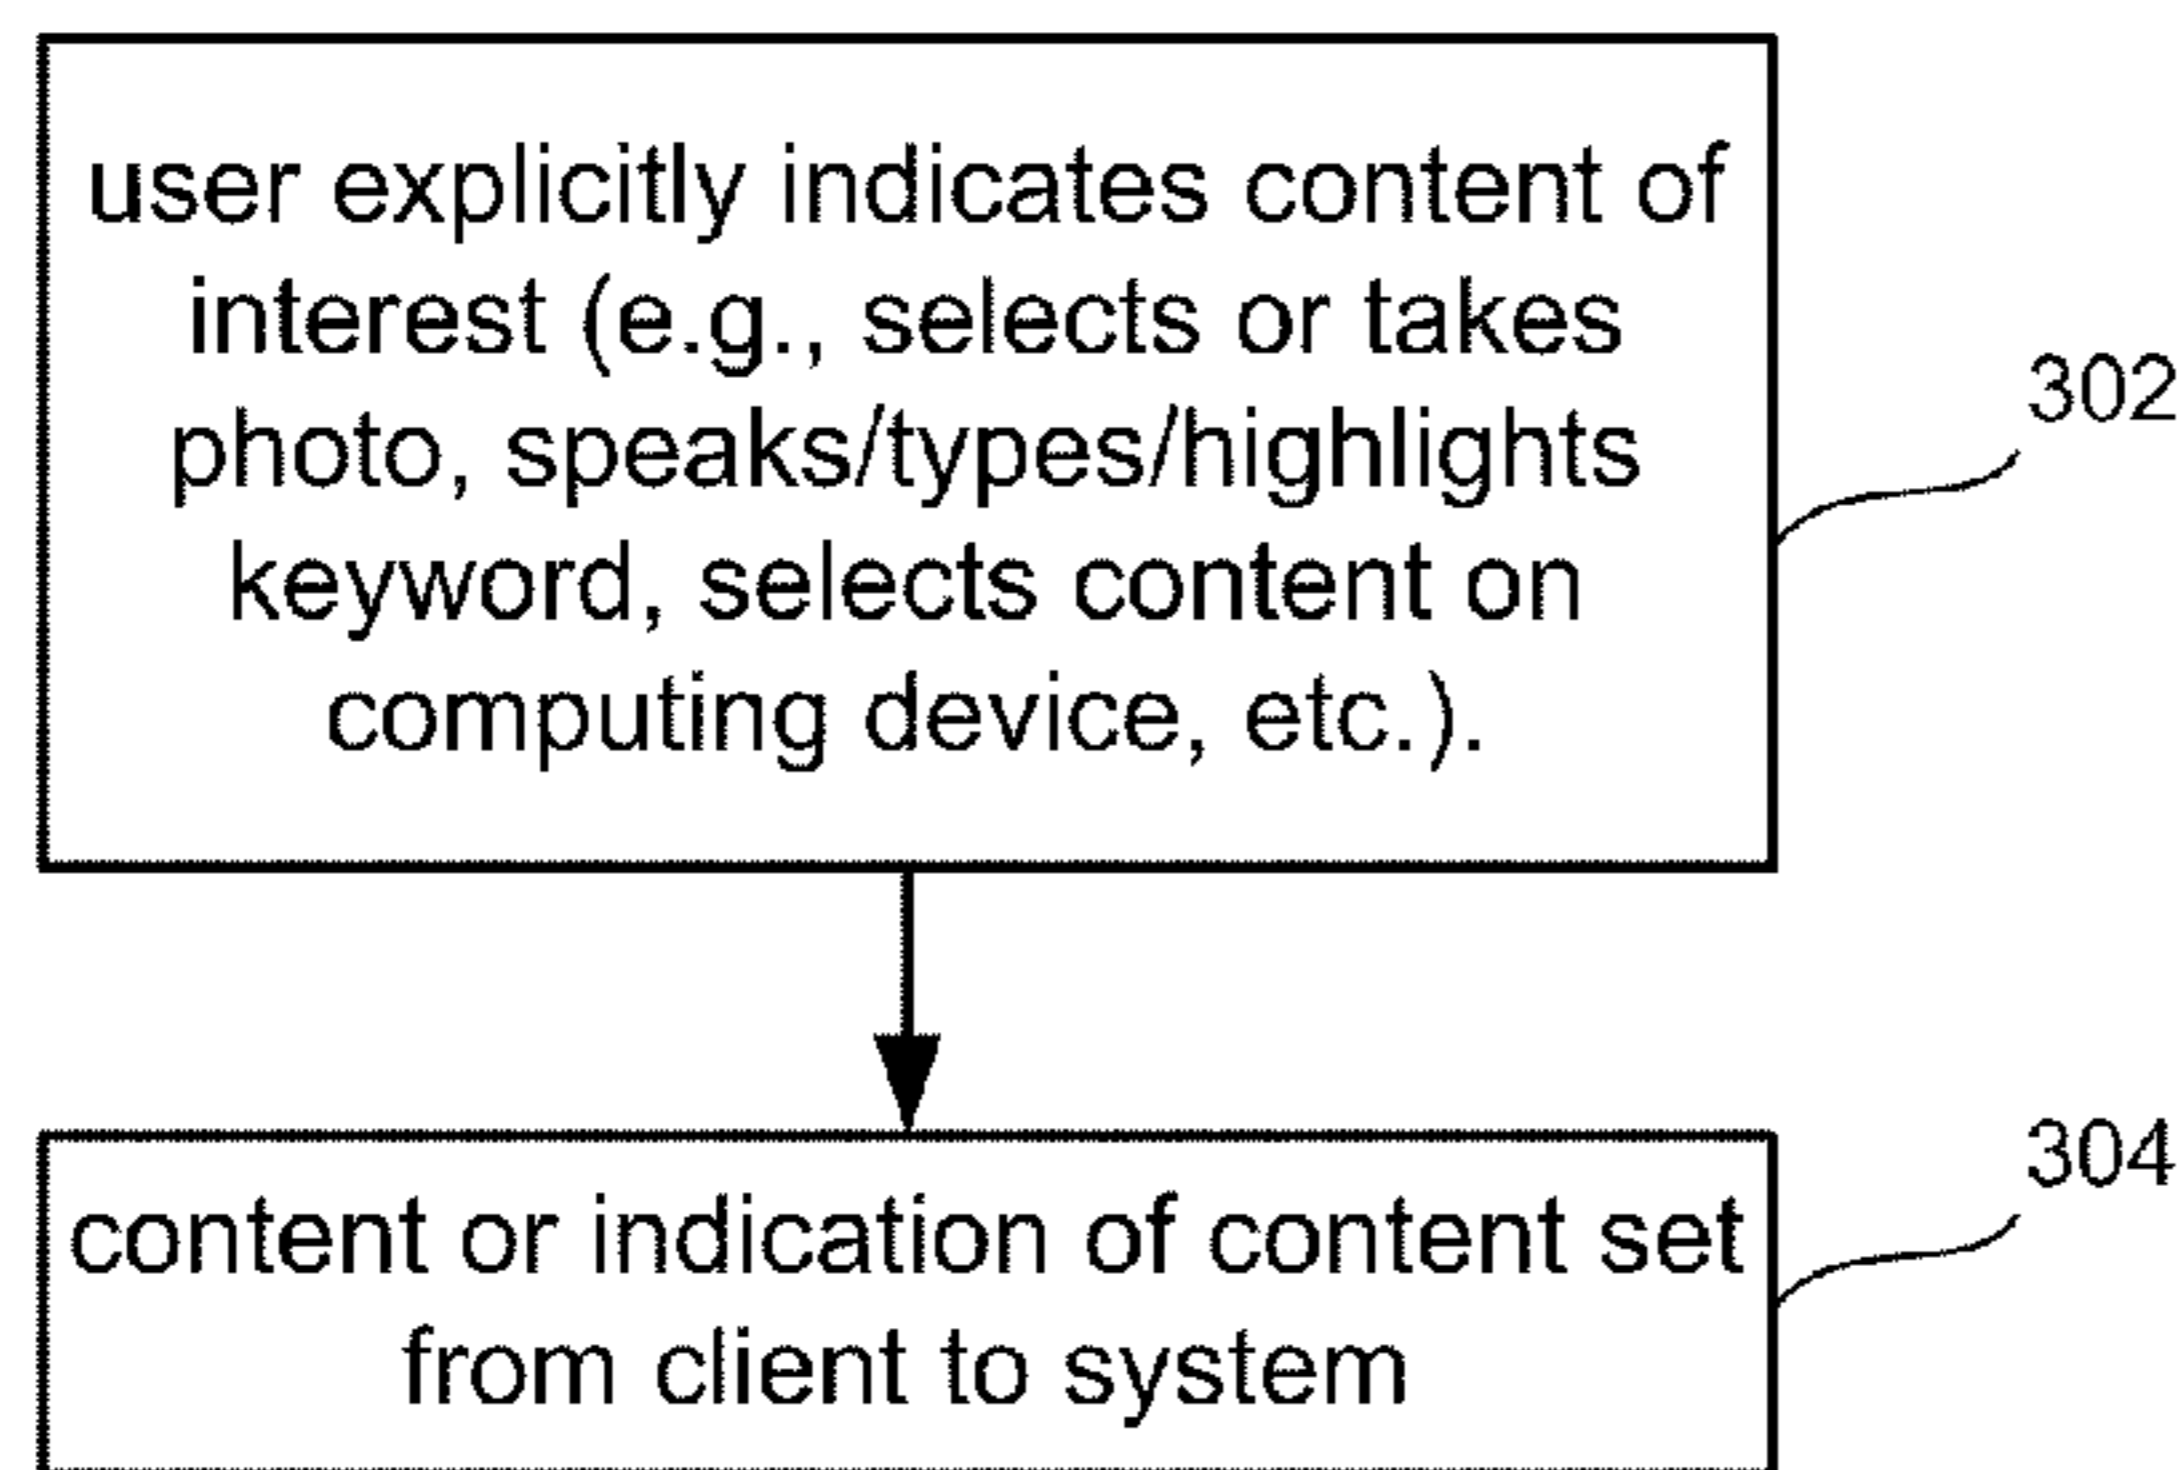 user explicitly indicates content of
interest (e.g., selects or takes
photo, speaks/types/highlights
keyword, selects content on
computing device, etc.).
302
content or indication of content set
from client to system
304